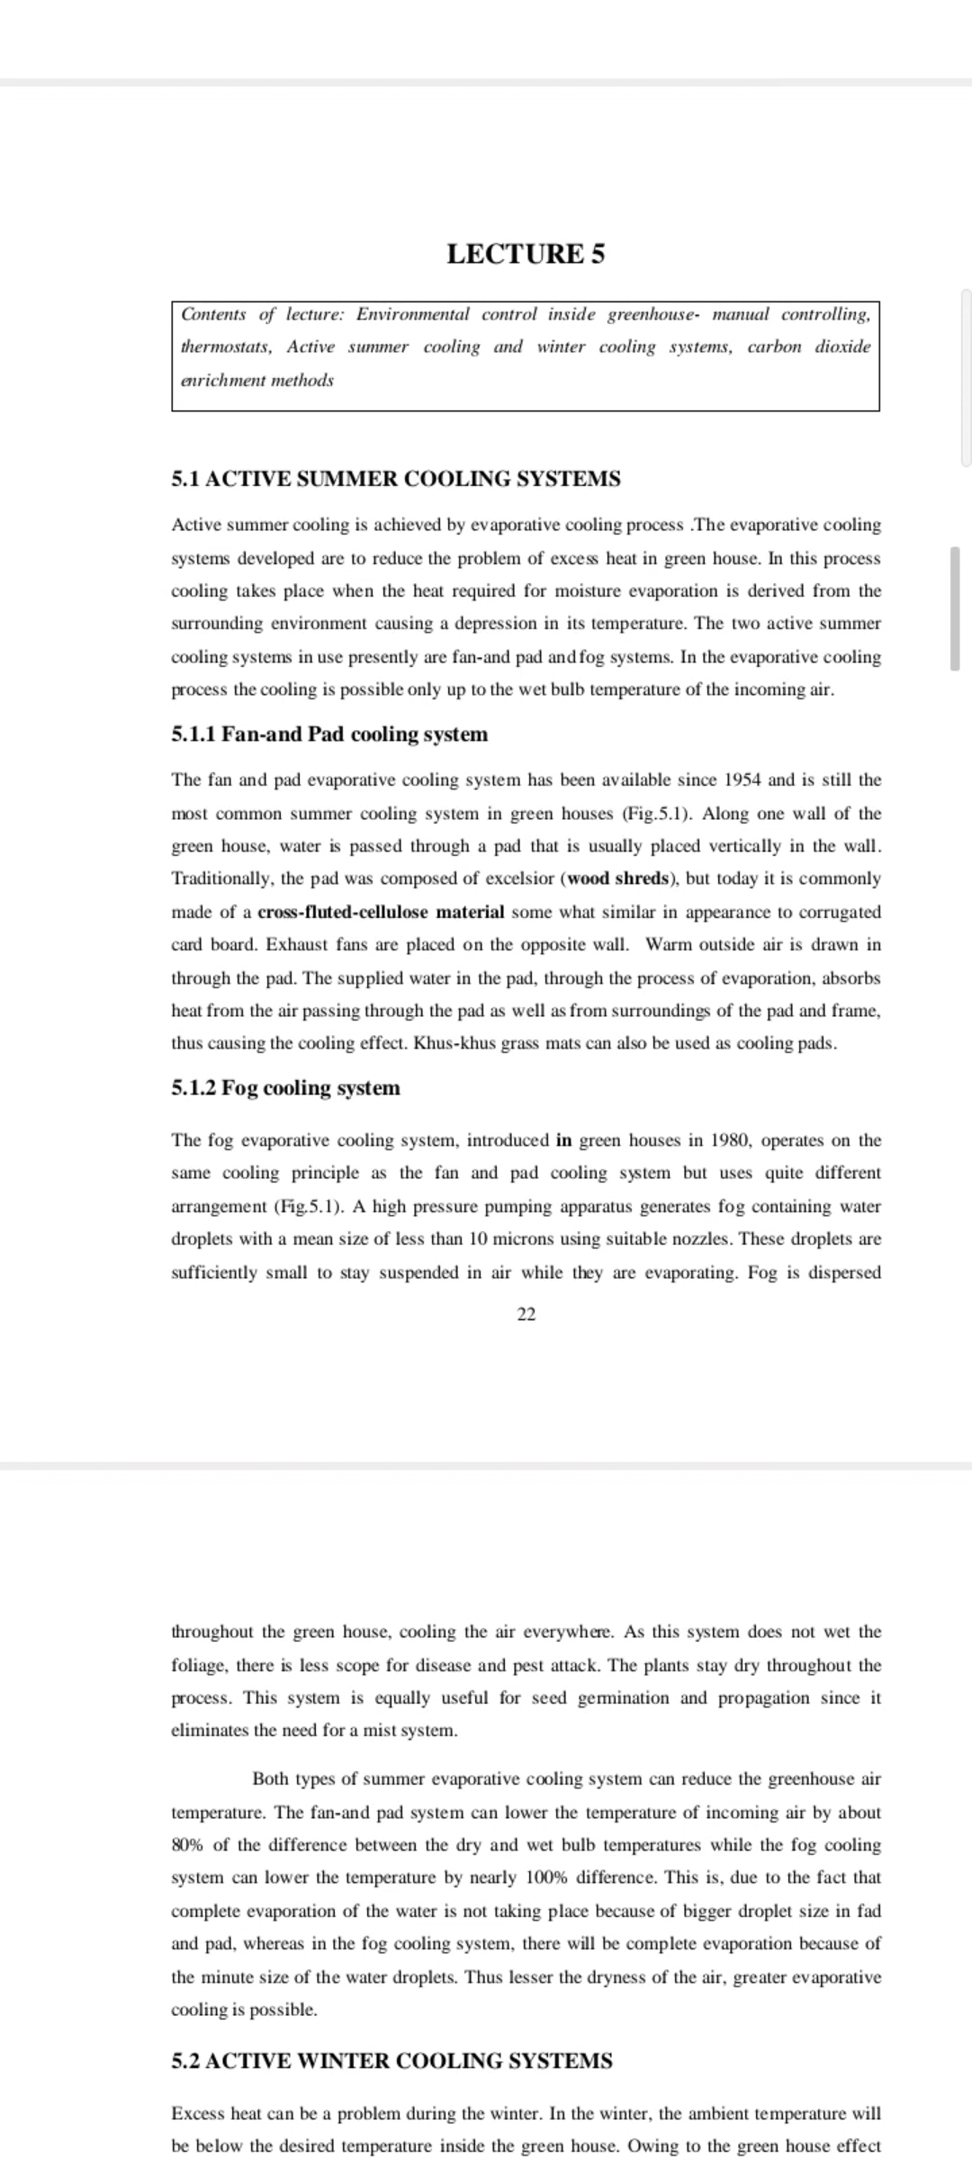 LECTURE 5
Contents of lecture: Environmental control inside greenhouse- manual controlling,
thermostats, Active summer cooling and winter cooling systems, carbon dioxide
enrichment methods
5.1 ACTIVE SUMMER COOLING SYSTEMS
Active summer cooling is achieved by evaporative cooling process .The evaporative cooling
systems developed are to reduce the problem of excess heat in green house. In this process
cooling takes place when the heat required for moisture evaporation is derived from the
surrounding environment causing a depression in its temperature. The two active summer
cooling systems in use presently are fan-and pad and fog systems. In the evaporative cooling
process the cooling is possible only up to the wet bulb temperature of the incoming air.
5.1.1 Fan-and Pad cooling system
The fan and pad evaporative cooling system has been available since 1954 and is still the
most common summer cooling system in green houses (Fig.5.1). Along one wall of the
green house, water is passed through a pad that is usually placed vertically in the wall.
Traditionally, the pad was composed of excelsior (wood shreds), but today it is commonly
made of a cross-fluted-cellulose material some what similar in appearance to corrugated
card board. Exhaust fans are placed on the opposite wall. Warm outside air is drawn in
through the pad. The supplied water in the pad, through the process of evaporation, absorbs
heat from the air passing through the pad as well as from surroundings of the pad and frame,
thus causing the cooling effect. Khus-khus grass mats can also be used as cooling pads.
5.1.2 Fog cooling system
The fog evaporative cooling system, introduced in green houses in 1980, operates on the
same cooling principle as the fan and pad cooling system but uses quite different
arrangement (Fig.5.1). A high pressure pumping apparatus generates fog containing water
droplets with a mean size of less than 10 microns using suitable nozzles. These droplets are
sufficiently small to stay suspended in air while they are evaporating. Fog is dispersed
22
throughout the green house, cooling the air everywhere. As this system does not wet the
foliage, there is less scope for disease and pest attack. The plants stay dry throughout the
process. This system is equally useful for seed germination and propagation since it
eliminates the need for a mist system.
Both types of summer evaporative cooling system can reduce the greenhouse air
temperature. The fan-and pad system can lower the temperature of incoming air by about
80% of the difference between the dry and wet bulb temperatures while the fog cooling
system can lower the temperature by nearly 100% difference. This is, due to the fact that
complete evaporation of the water is not taking place because of bigger droplet size in fad
and pad, whereas in the fog cooling system, there will be complete evaporation because of
the minute size of the water droplets. Thus lesser the dryness of the air, greater evaporative
cooling is possible.
5.2 ACTIVE WINTER COOLING SYSTEMS
Excess heat can be a problem during the winter. In the winter, the ambient temperature will
be below the desired temperature inside the green house. Owing to the green house effect